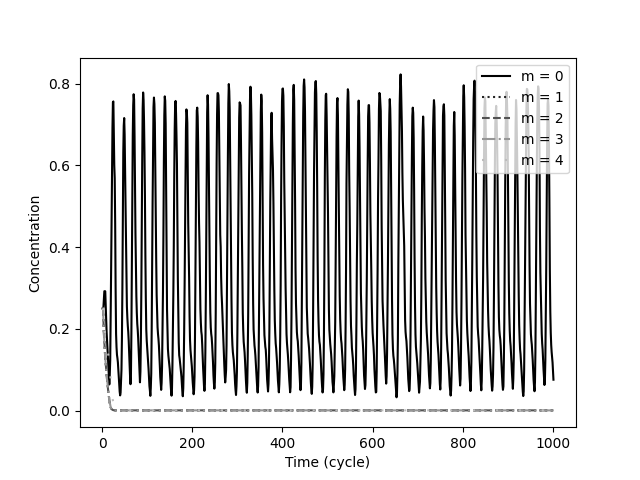 m = 0
m = 1
m = 2
m = 3
m = 4
0.8
0.6
0.4
0.2
0.0
Concentration
0 200 400 600 800 1000
Time (cycle)